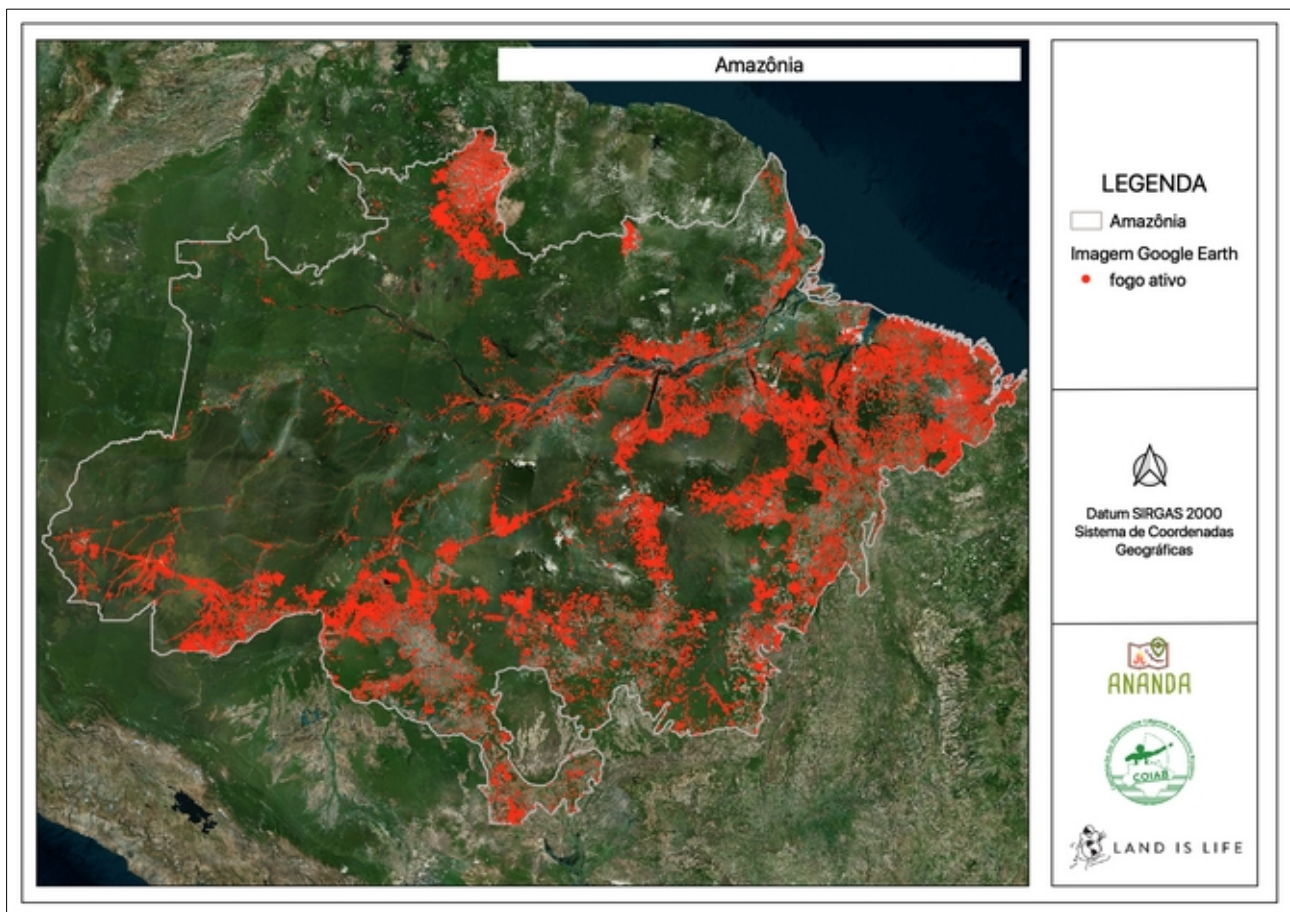 Amazônia
LEGENDA
Amazônia
Imagem Google Earth
fogo ativo
Datum SIRGAS 2000
Sistema de Coordenadas
Geográficas
ANANDA
COIAB
LAND IS LIFE